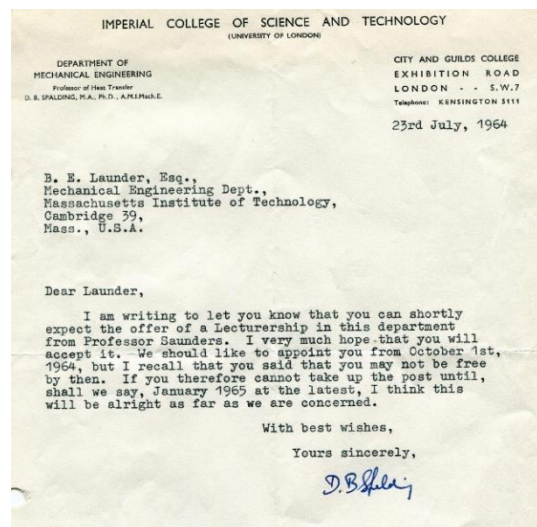 IMPERIAL COLLEGE OF SCIENCE AND TECHNOLOGY
(UNIVERSITY OF LONDON)
DEPARTMENT OF
MECHANICAL ENGINEERING
Professor of Heat Transfer
D. B. SPALDING, M.A., Ph.D., A.M.I.Mech.E.
CITY AND GUILDS COLLEGE
EXHIBITION ROAD
LONDON - - S.W.7
Telephone: KENSINGTON 5111
23rd July, 1964
B. E. Launder, Esq.,
Mechanical Engineering Dept.,
Massachusetts Institute of Technology,
Cambridge 39,
Mass., U.S.A.
Dear Launder,
I am writing to let you know that you can shortly
expect the offer of a Lecturership in this department
from Professor Saunders. I very much hope that you will
accept it. We should like to appoint you from October 1st,
1964, but I recall that you said that you may not be free
by then. If you therefore cannot take up the post until,
shall we say, January 1965 at the latest, I think this
will be alright as far as we are concerned.
With best wishes,
Yours sincerely,
D. B Spalding